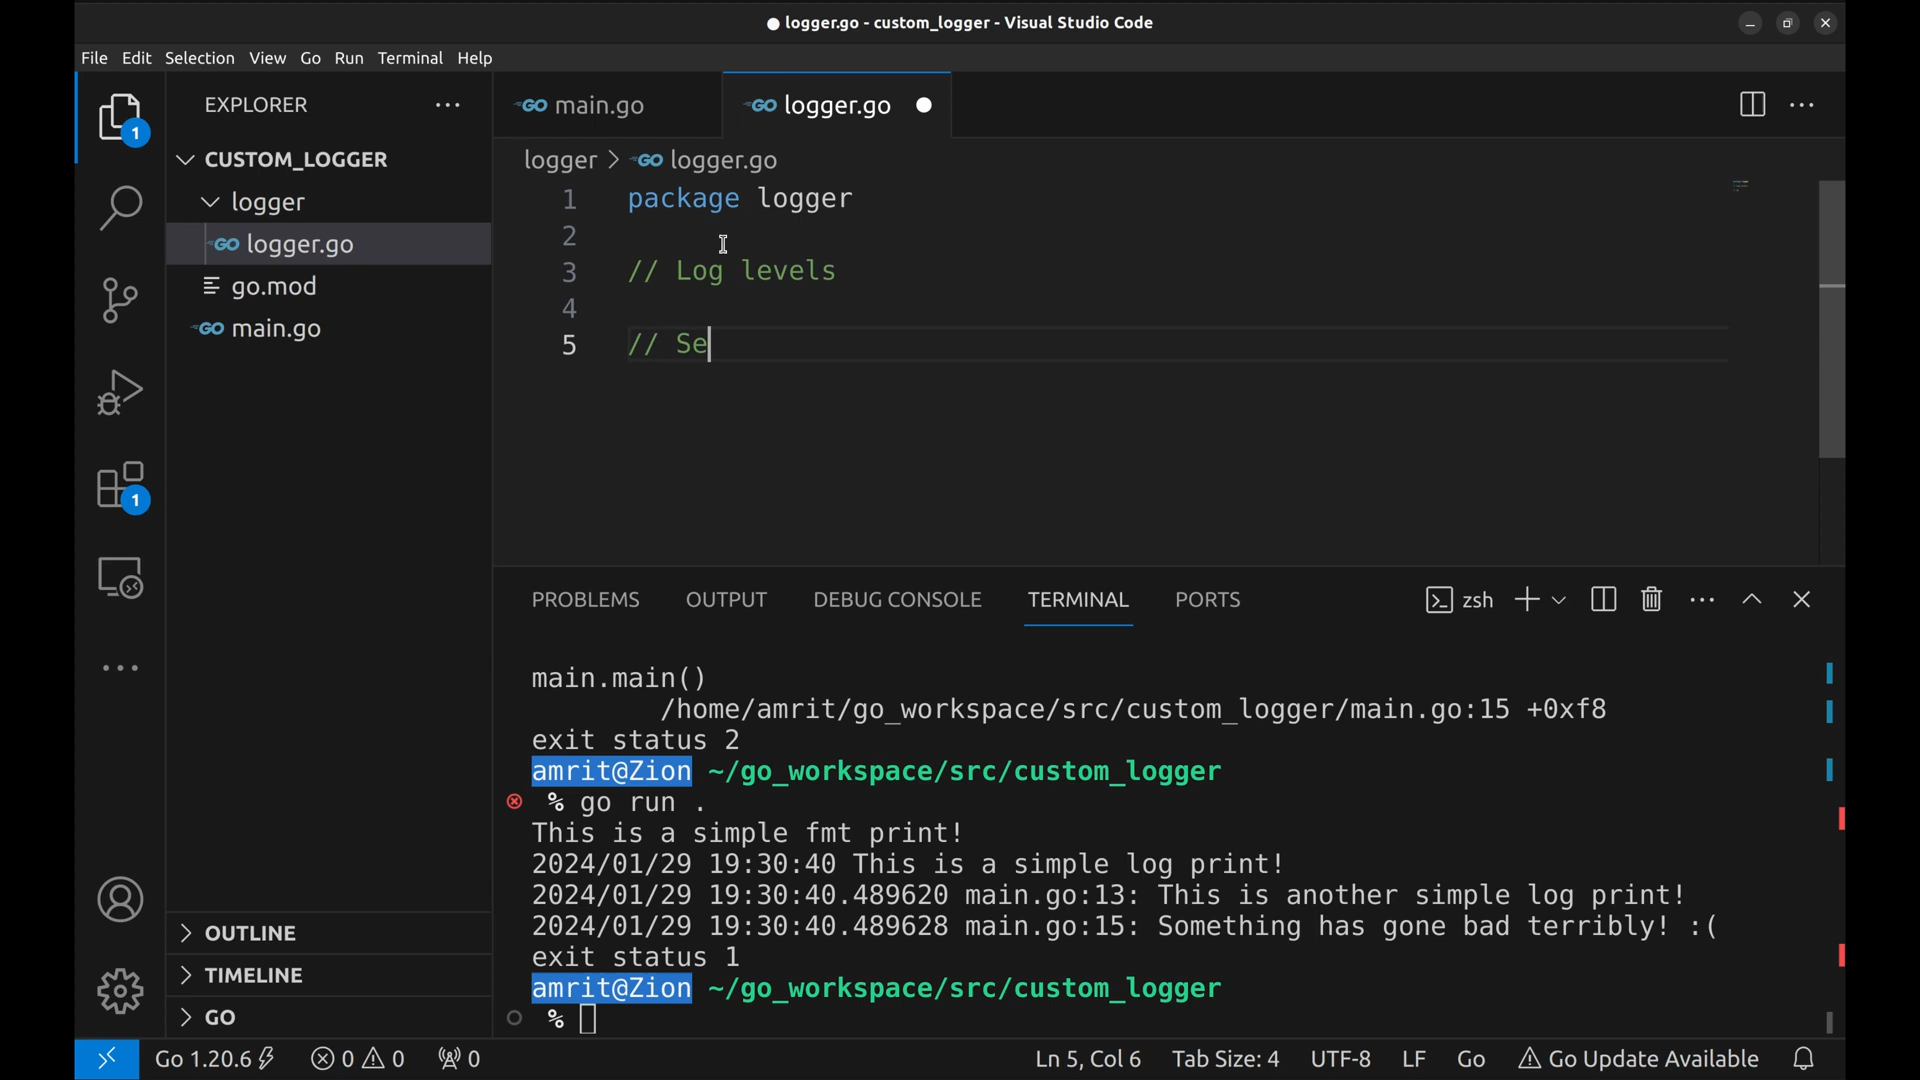 logger.go - custom_logger - Visual Studio Code
File Edit Selection View Go Run Terminal Help
EXPLORER
main.go
logger.go
1
CUSTOM_LOGGER
logger
logger.go
go.mod
main.go
1
OUTLINE
TIMELINE
GO
logger > logger.go
1 package logger
2
3 // Log levels
4
5 // Se
PROBLEMS OUTPUT DEBUG CONSOLE TERMINAL PORTS
zsh
main.main()
/home/amrit/go_workspace/src/custom_logger/main.go:15 +0xf8
exit status 2
amrit@Zion ~/go_workspace/src/custom_logger
% go run .
This is a simple fmt print!
2024/01/29 19:30:40 This is a simple log print!
2024/01/29 19:30:40.489620 main.go:13: This is another simple log print!
2024/01/29 19:30:40.489628 main.go:15: Something has gone bad terribly! :(
exit status 1
amrit@Zion ~/go_workspace/src/custom_logger
%
Go 1.20.6 0 0 0 Ln 5, Col 6 Tab Size: 4 UTF-8 LF Go Go Update Available